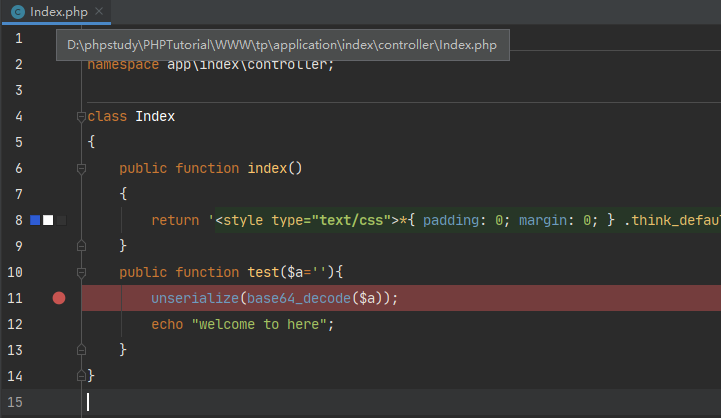 Index.php
1
D:\phpstudy\PHPTutorial\WWW\tp\application\index\controller\Index.php
2 namespace app\index\controller;
3
4 class Index
5 {
6 public function index()
7 {
8 return '<style type="text/css">*{ padding: 0; margin: 0; } .think_defau
9 }
10 public function test($a=''){
11 unserialize(base64_decode($a));
12 echo "welcome to here";
13 }
14 }
15